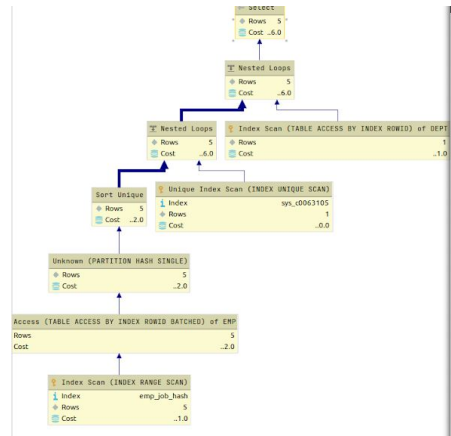 Select
Rows 5
Cost ..6.0
Nested Loops
Rows 5
Cost ..6.0
Nested Loops
Rows 5
Cost ..6.0
Index Scan (TABLE ACCESS BY INDEX ROWID) of DEPT
Rows 1
Cost ..1.0
Sort Unique
Rows 5
Cost ..2.0
Unique Index Scan (INDEX UNIQUE SCAN)
Index sys_c0063105
Rows 1
Cost ..0.0
Unknown (PARTITION HASH SINGLE)
Rows 5
Cost ..2.0
Access (TABLE ACCESS BY INDEX ROWID BATCHED) of EMP
Rows 5
Cost ..2.0
Index Scan (INDEX RANGE SCAN)
Index emp_job_hash
Rows 5
Cost ..1.0